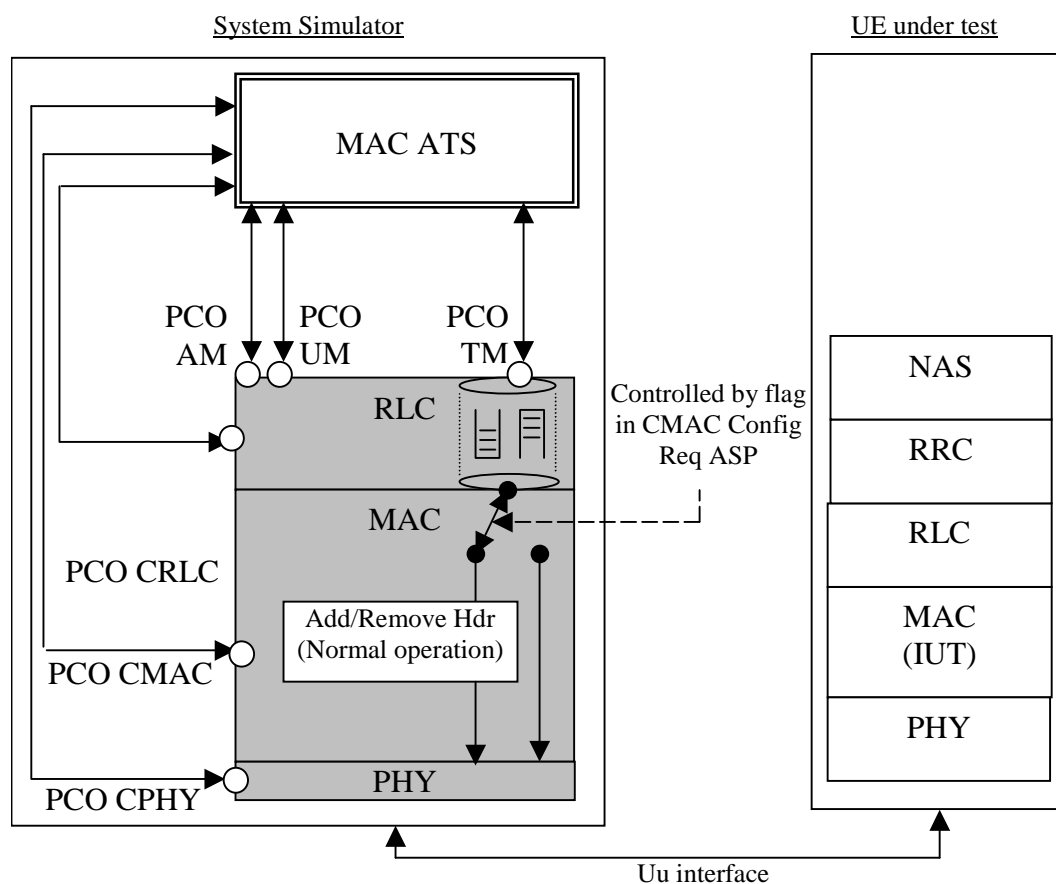 System Simulator
UE under test
MAC ATS
PCO
AM
PCO
UM
PCO
TM
RLC
Controlled by flag
in CMAC Config
Req ASP
MAC
PCO CRLC
Add/Remove Hdr
(Normal operation)
PCO CMAC
PHY
PCO CPHY
NAS
RRC
RLC
MAC
(IUT)
PHY
Uu interface